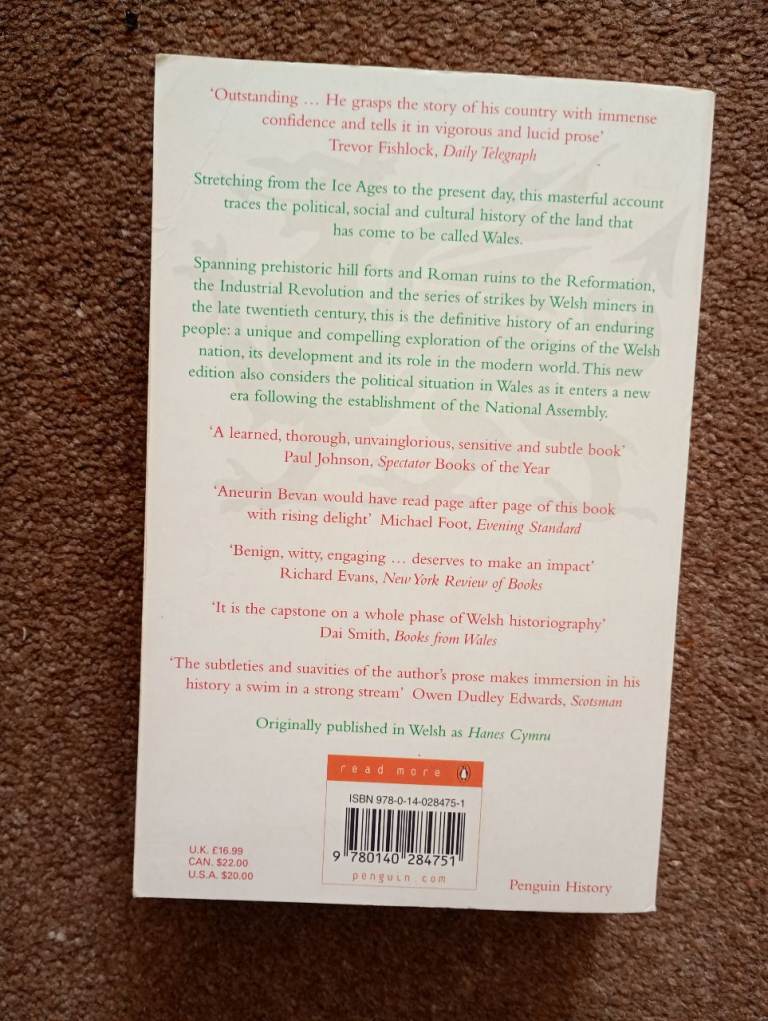 ‘Outstanding … He grasps the story of his country with immense
confidence and tells it in vigorous and lucid prose’
Trevor Fishlock, Daily Telegraph
Stretching from the Ice Ages to the present day, this masterful account
traces the political, social and cultural history of the land that
has come to be called Wales.
Spanning prehistoric hill forts and Roman ruins to the Reformation,
the Industrial Revolution and the series of strikes by Welsh miners in
the late twentieth century, this is the definitive history of an enduring
people: a unique and compelling exploration of the origins of the Welsh
nation, its development and its role in the modern world. This new
edition also considers the political situation in Wales as it enters a new
era following the establishment of the National Assembly.
‘A learned, thorough, unvainglorious, sensitive and subtle book’
Paul Johnson, Spectator Books of the Year
‘Aneurin Bevan would have read page after page of this book
with rising delight’ Michael Foot, Evening Standard
‘Benign, witty, engaging … deserves to make an impact’
Richard Evans, New York Review of Books
‘It is the capstone on a whole phase of Welsh historiography’
Dai Smith, Books from Wales
‘The subtleties and suavities of the author’s prose makes immersion in his
history a swim in a strong stream’ Owen Dudley Edwards, Scotsman
Originally published in Welsh as Hanes Cymru
read more
ISBN 978-0-14-028475-1
9 780140 284751
penguin.com
U.K. £16.99
CAN. $22.00
U.S.A. $20.00
Penguin History